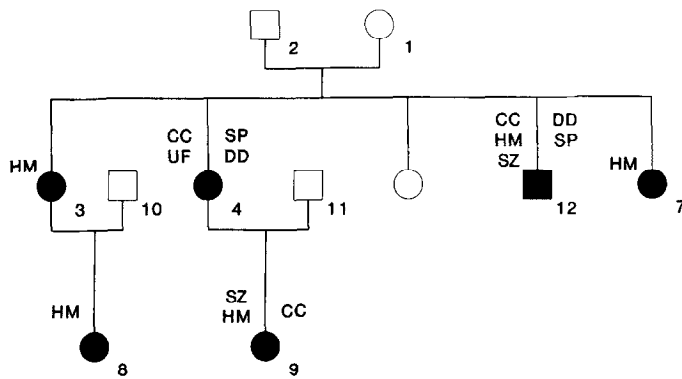 2 1
CC SP CC DD
UF DD HM SP
HM SZ HM
3 10 4 11 12 7
SZ
HM HM CC
8 9